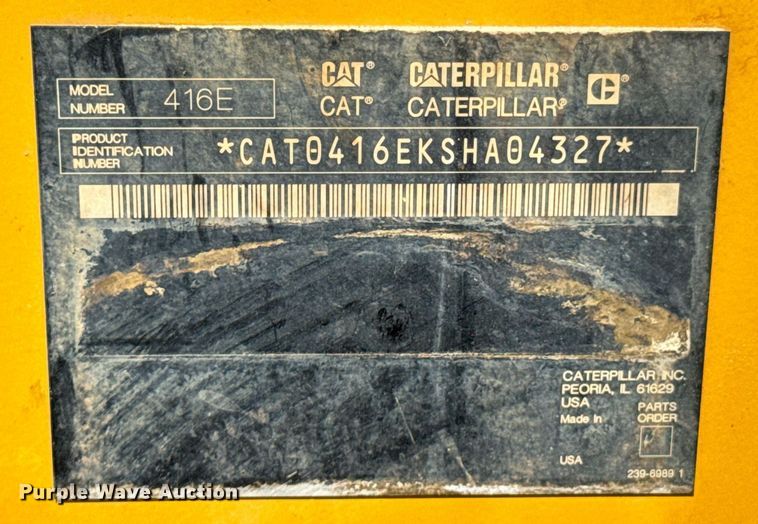 MODEL
NUMBER
416E
CAT® CATERPILLAR®
CAT® CATERPILLAR®
C®
PRODUCT
IDENTIFICATION
NUMBER
*CAT0416EKSHA04327*
CATERPILLAR INC.
PEORIA, IL 61629
USA
Made in
PARTS
ORDER
USA
239-6989 1
Purple Wave Auction